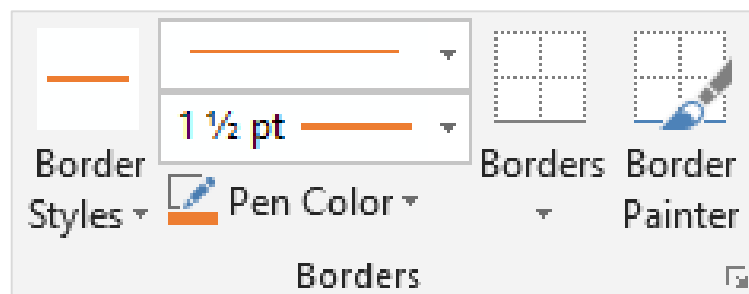 1 ½ pt
Border
Styles
Pen Color
Borders
Border
Painter
Borders